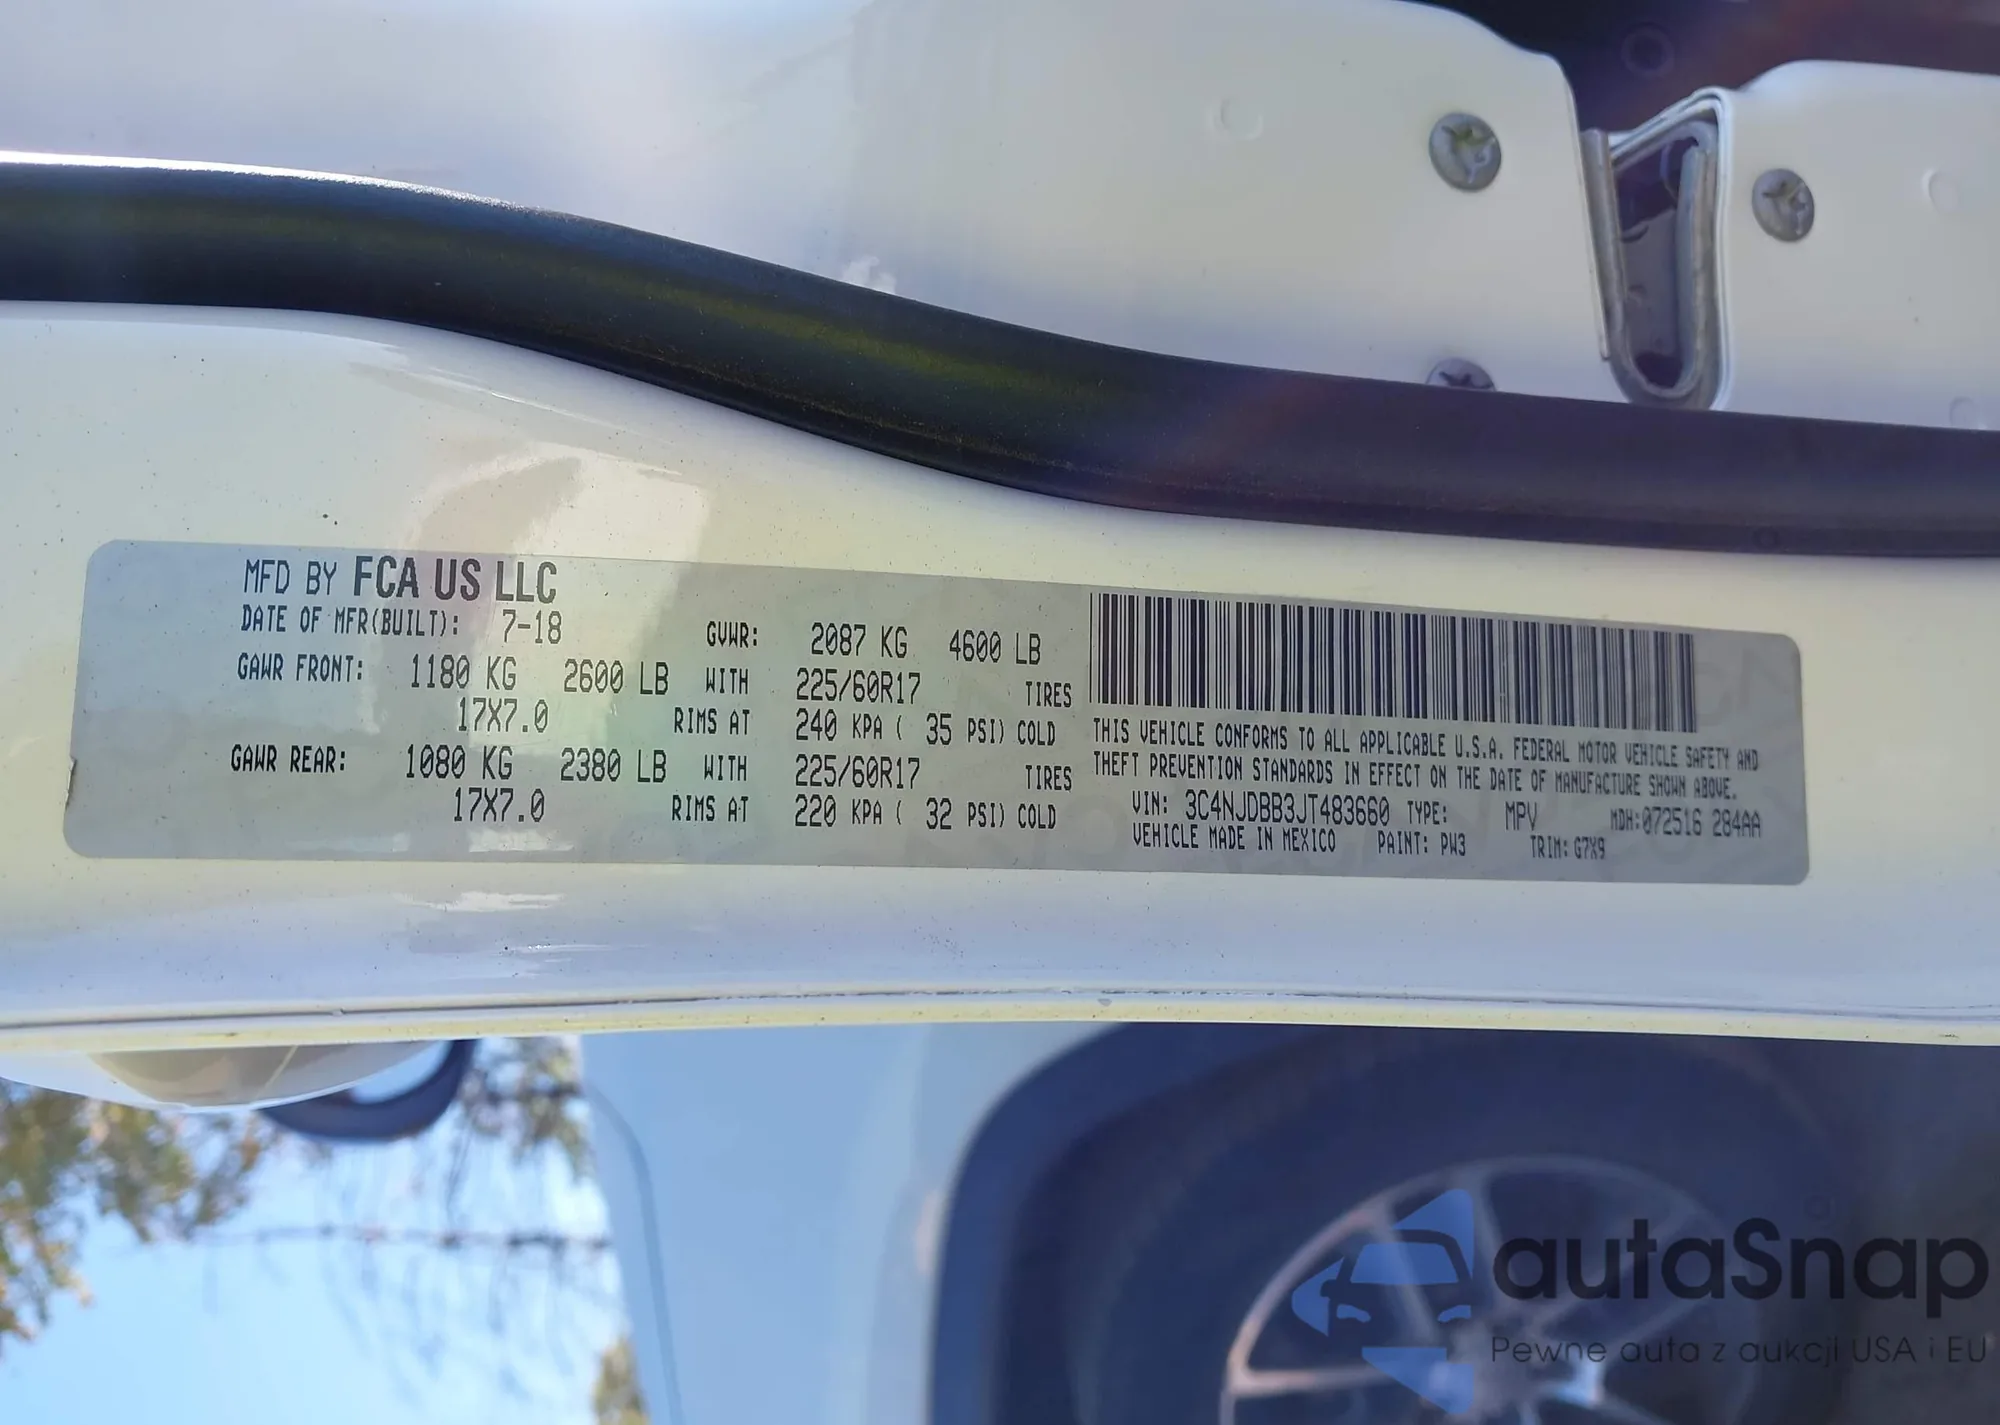 MFD BY FCA US LLC
DATE OF MFR(BUILT): 7-18 GVWR: 2087 KG 4600 LB
GAWR FRONT: 1180 KG 2600 LB WITH 225/60R17 TIRES
17X7.0 RIMS AT 240 KPA ( 35 PSI) COLD
GAWR REAR: 1080 KG 2380 LB WITH 225/60R17 TIRES
17X7.0 RIMS AT 220 KPA ( 32 PSI) COLD
THIS VEHICLE CONFORMS TO ALL APPLICABLE U.S.A. FEDERAL MOTOR VEHICLE SAFETY AND
THEFT PREVENTION STANDARDS IN EFFECT ON THE DATE OF MANUFACTURE SHOWN ABOVE.
VIN: 3C4NJDBB3JT483660 TYPE: MPV MDH:072516 284AA
VEHICLE MADE IN MEXICO PAINT: PW3 TRIM: G7X9
autaSnap
Pewne auta z aukcji USA i EU